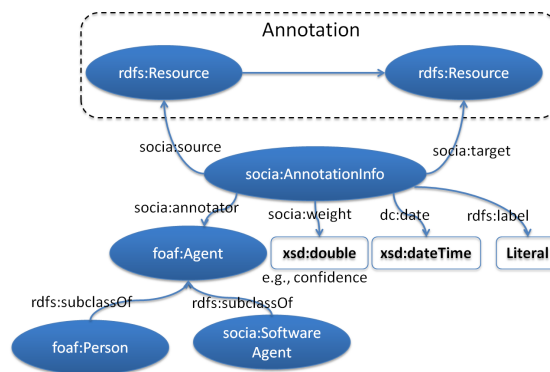 Annotation
rdfs:Resource
rdfs:Resource
socia:source
socia:target
socia:AnnotationInfo
socia:annotator
socia:weight
dc:date
rdfs:label
foaf:Agent
xsd:double
xsd:dateTime
Literal
e.g., confidence
rdfs:subclassOf
rdfs:subclassOf
foaf:Person
socia:Software
Agent